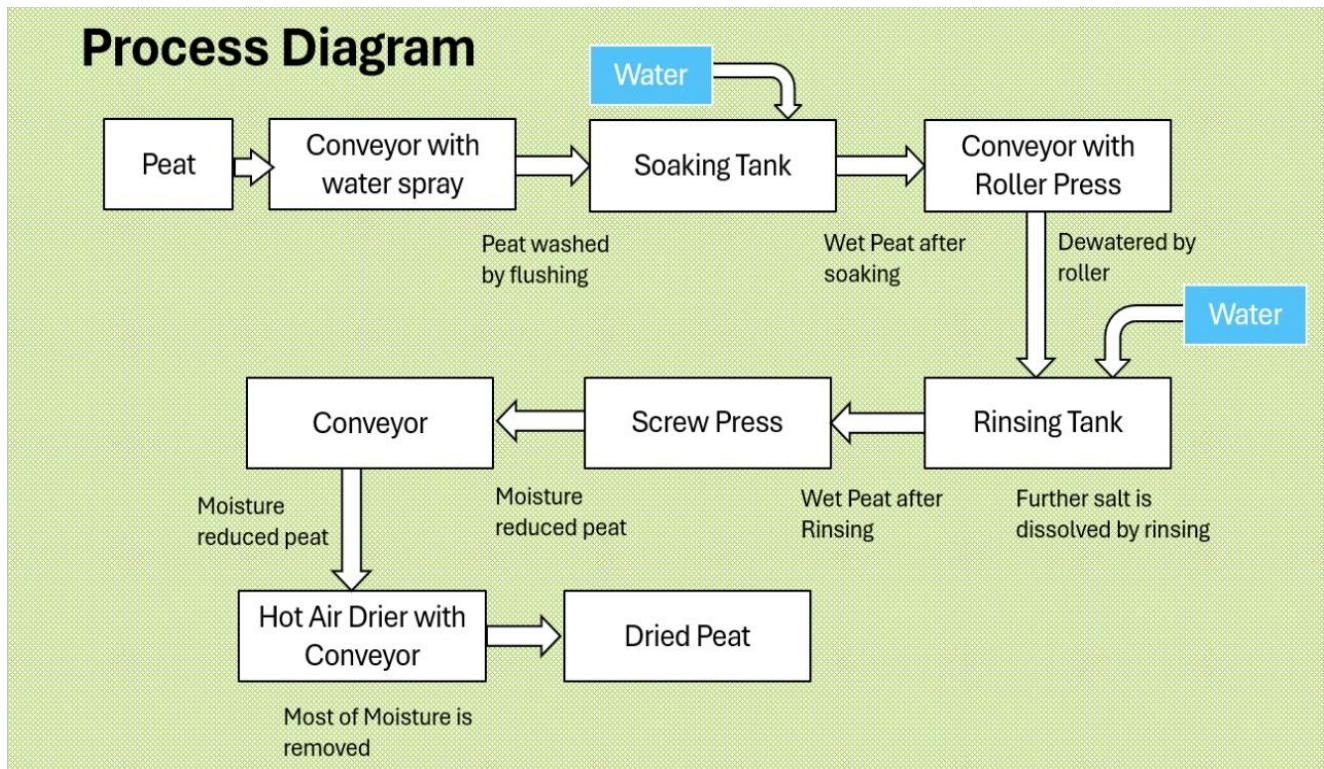 Process Diagram
Water
Peat
Conveyor with
water spray
Soaking Tank
Conveyor with
Roller Press
Peat washed
by flushing
Wet Peat after
soaking
Dewatered by
roller
Water
Conveyor
Screw Press
Rinsing Tank
Moisture
reduced peat
Moisture
reduced peat
Wet Peat after
Rinsing
Further salt is
dissolved by rinsing
Hot Air Drier with
Conveyor
Dried Peat
Most of Moisture is
removed